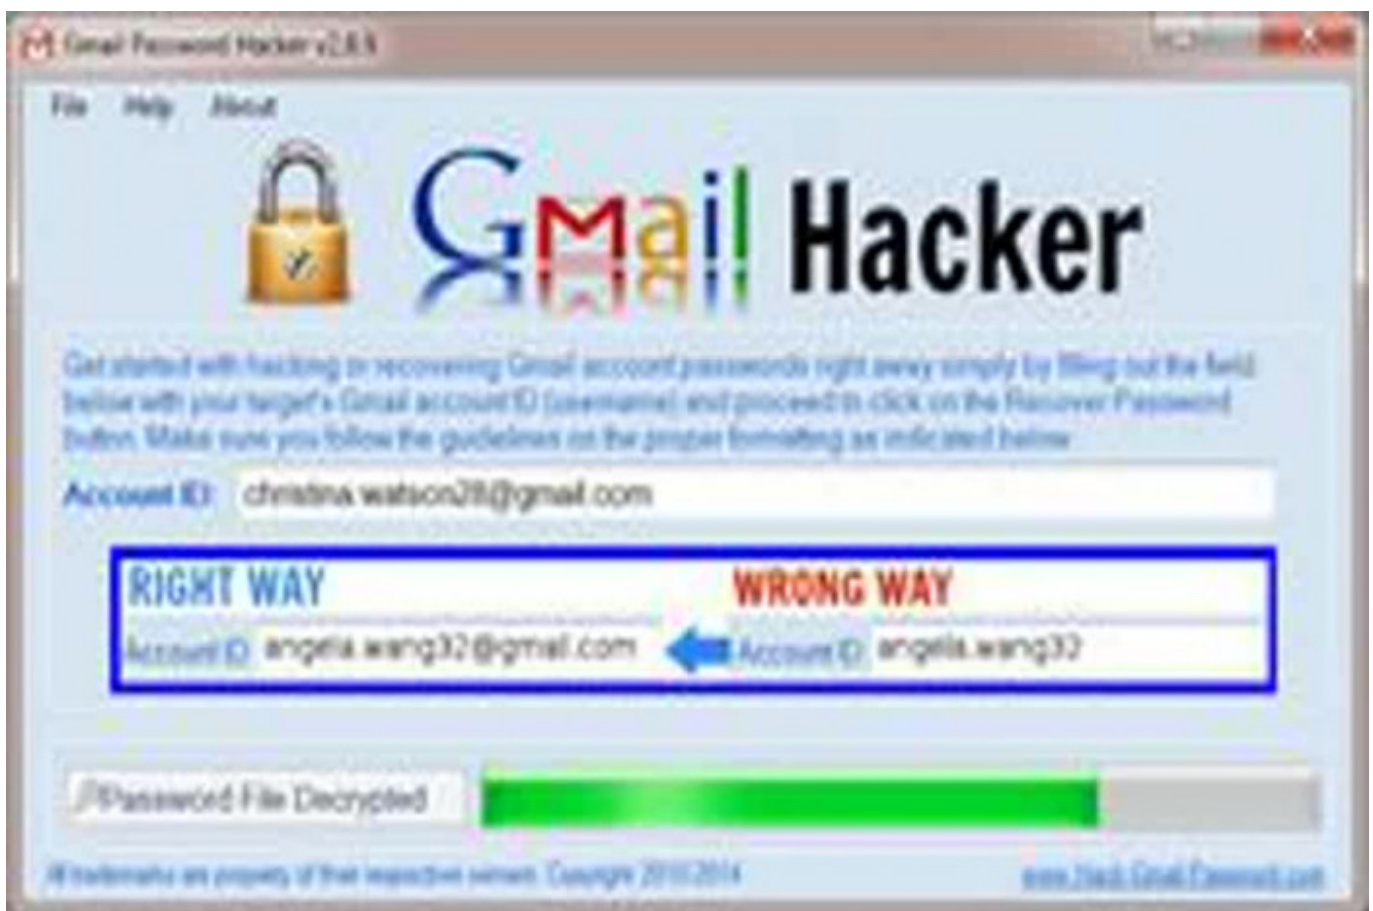 Gmail Password Hacker v2.8.9
File Help About
Gmail Hacker
Get started with hacking or recovering Gmail account passwords right away simply by filling out the field
below with your target's Gmail account ID (username) and proceed to click on the Recover Password
button. Make sure you follow the guidelines on the proper formatting as indicated below
Account ID: christina.watson28@gmail.com
RIGHT WAY WRONG WAY
Account ID: angela.wang32@gmail.com Account ID: angela.wang32
Password File Decrypted
All trademarks are property of their respective owners. Copyright 2010-2014 www.Hack-Gmail-Password.com